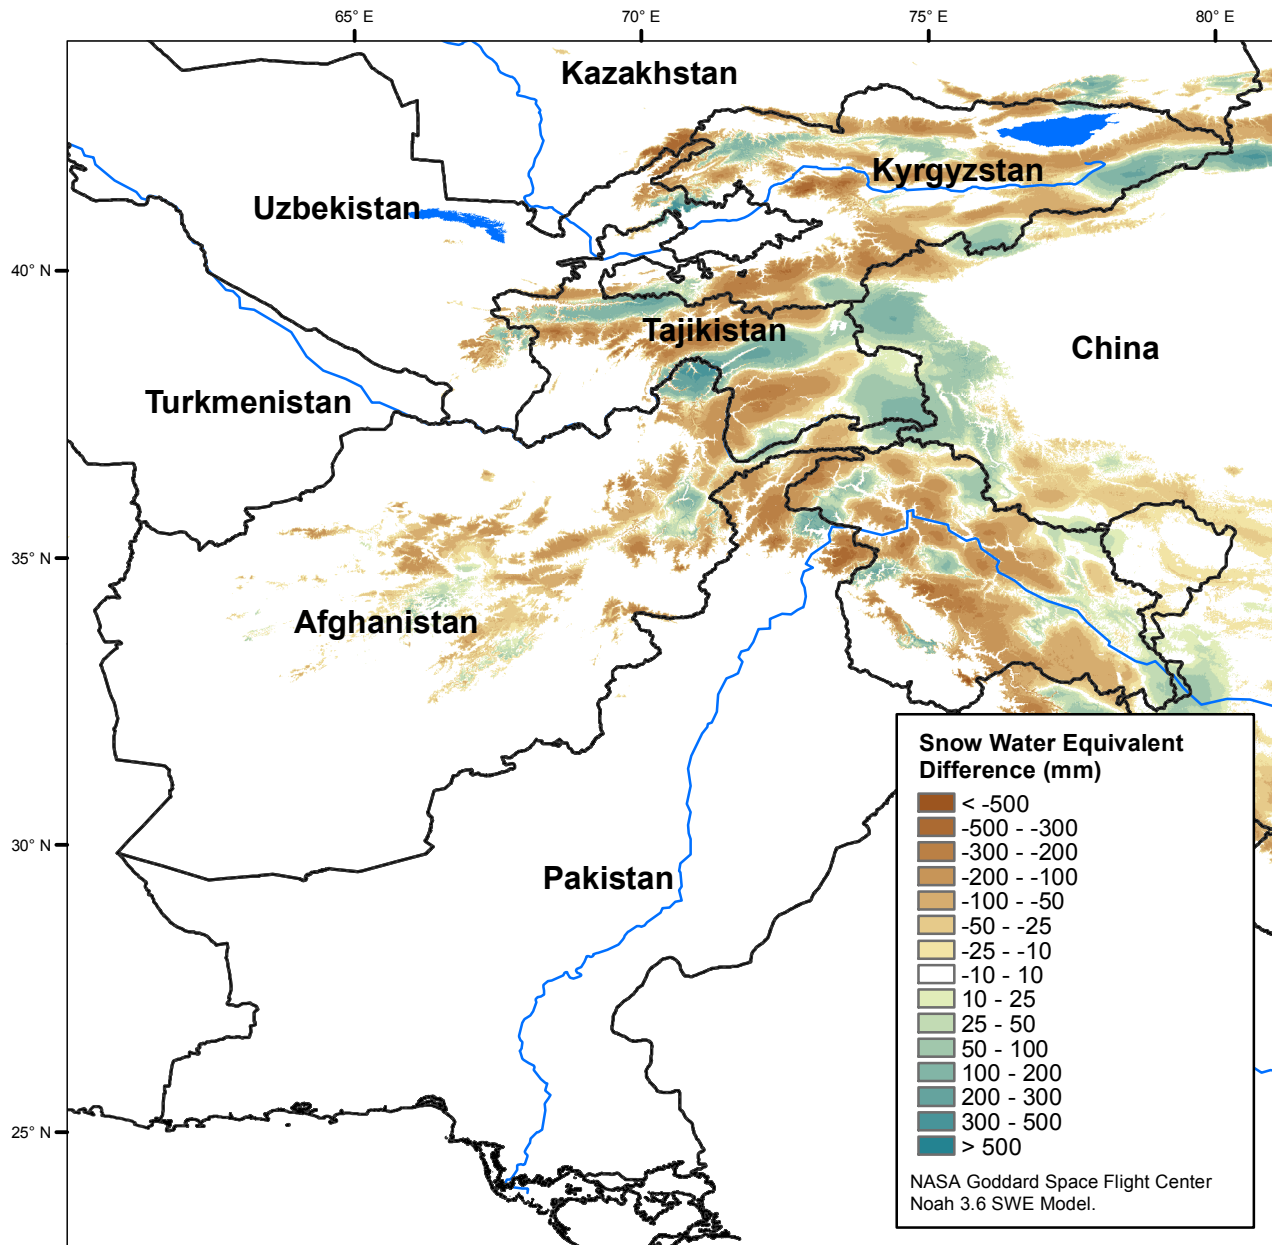 65° E
70° E
75° E
80° E
Kazakhstan
Kyrgyzstan
Uzbekistan
40° N
Tajikistan
China
Turkmenistan
35° N
Afghanistan
Snow Water Equivalent
Difference (mm)
< -500
-500 - -300
-300 - -200
-200 - -100
-100 - -50
-50 - -25
-25 - -10
-10 - 10
10 - 25
25 - 50
50 - 100
100 - 200
200 - 300
300 - 500
> 500
NASA Goddard Space Flight Center
Noah 3.6 SWE Model.
30° N
Pakistan
25° N